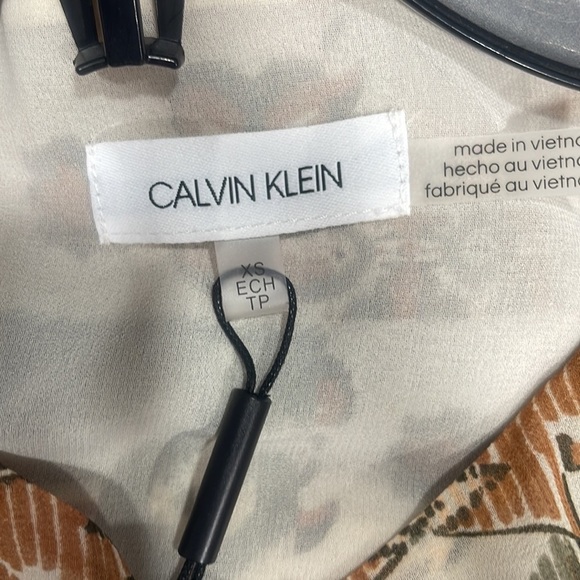 CALVIN KLEIN
made in vietna
hecho au vietna
fabriqué au vietna
XS
ECH
TP